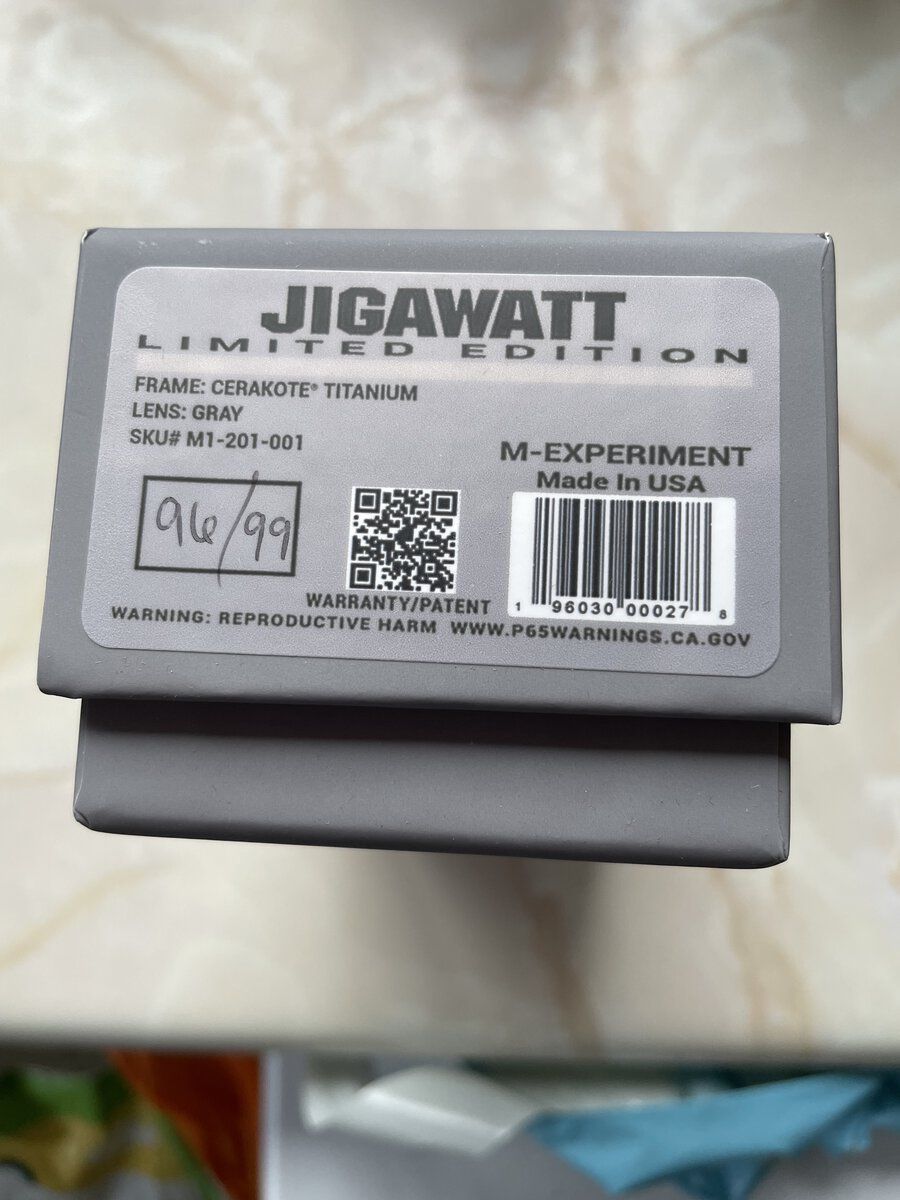 JIGAWATT
LIMITED EDITION
FRAME: CERAKOTE® TITANIUM
LENS: GRAY
SKU# M1-201-001
96/99
M-EXPERIMENT
Made In USA
1 96030 00027 8
WARRANTY/PATENT
WARNING: REPRODUCTIVE HARM WWW.P65WARNINGS.CA.GOV